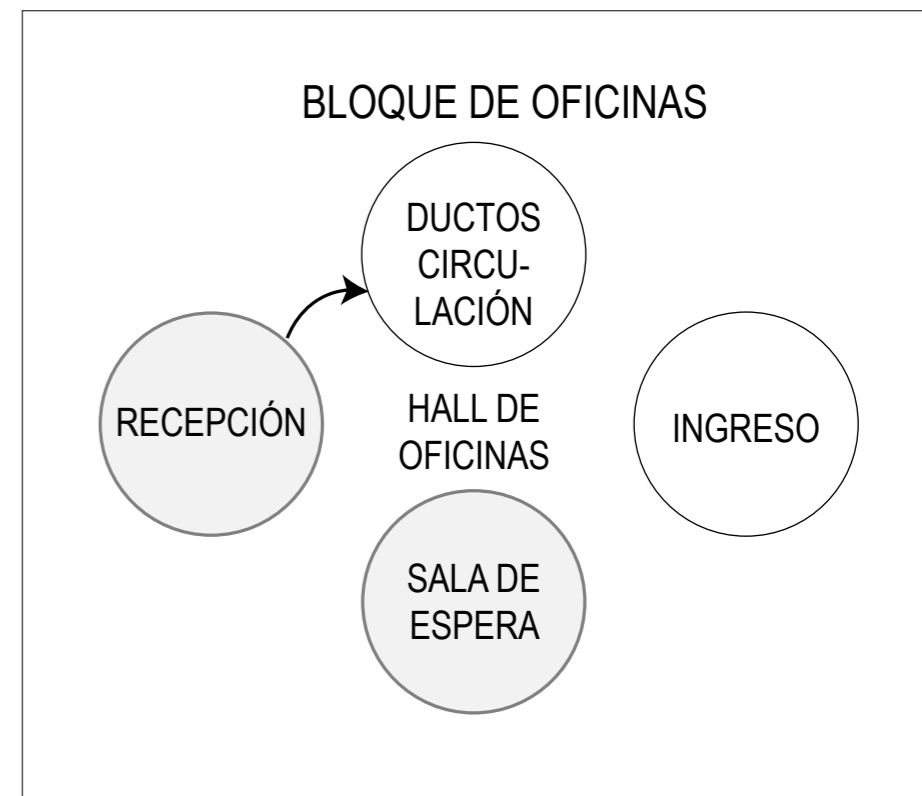 BLOQUE DE OFICINAS
DUCTOS
CIRCU-
LACIÓN
RECEPCIÓN
HALL DE
OFICINAS
INGRESO
SALA DE
ESPERA